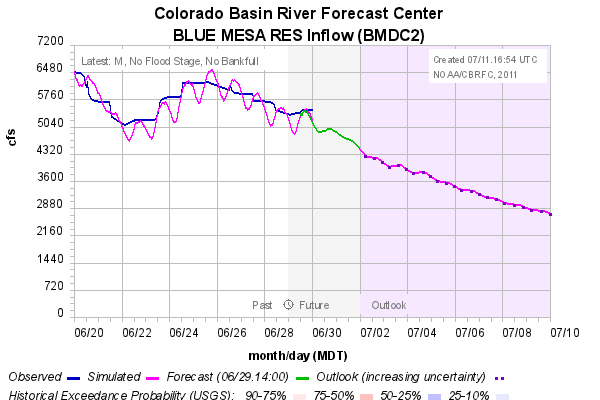 Colorado Basin River Forecast Center
BLUE MESA RES Inflow (BMDC2)
Latest: M, No Flood Stage, No Bankfull
Created 07/11.16:54 UTC
NOAA/CBRFC, 2011
7200
6480
5760
5040
4320
3600
2880
2160
1440
720
0
cfs
Past Future Outlook
06/20 06/22 06/24 06/26 06/28 06/30 07/02 07/04 07/06 07/08 07/10
month/day (MDT)
Observed Simulated Forecast (06/29.14:00) Outlook (increasing uncertainty)
Historical Exceedance Probability (USGS): 90-75% 75-50% 50-25% 25-10%